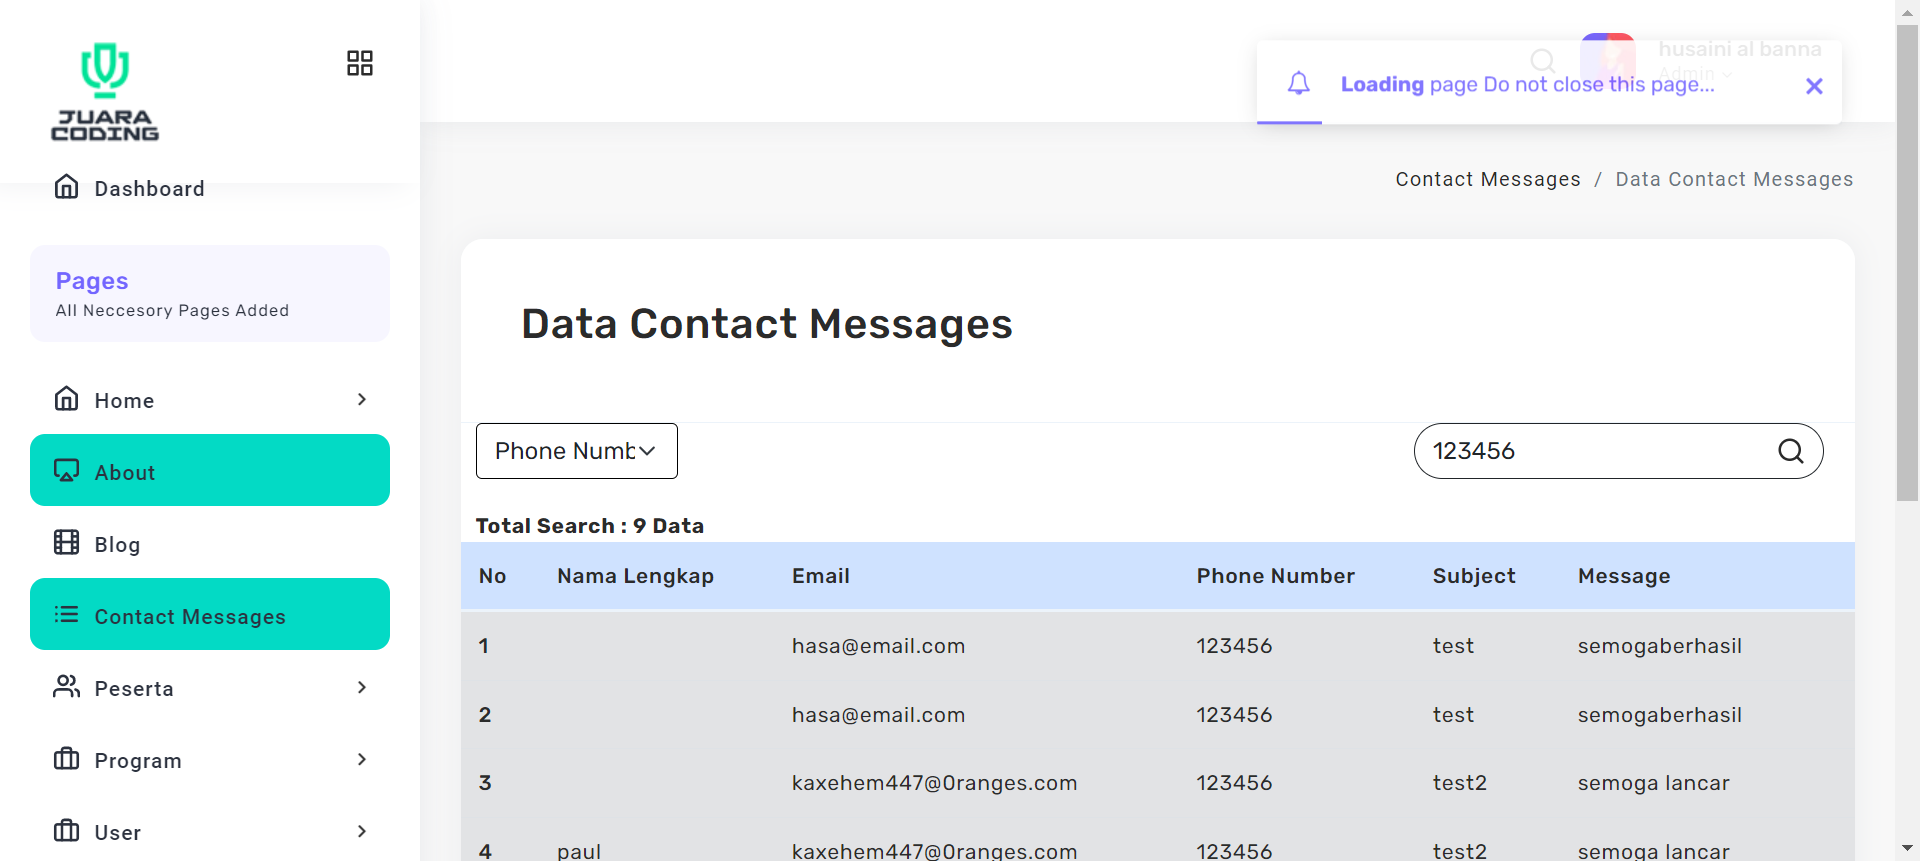 JUARA
CODING
Dashboard
Pages
All Neccesory Pages Added
Home
About
Blog
Contact Messages
Peserta
Program
User
husaini al banna
Admin
Loading page Do not close this page...
Contact Messages / Data Contact Messages
Data Contact Messages
Phone Numb
123456
Total Search : 9 Data
No Nama Lengkap Email Phone Number Subject Message
1 hasa@email.com 123456 test semogaberhasil
2 hasa@email.com 123456 test semogaberhasil
3 kaxehem447@0ranges.com 123456 test2 semoga lancar
4 paul kaxehem447@0ranges.com 123456 test2 semoga lancar